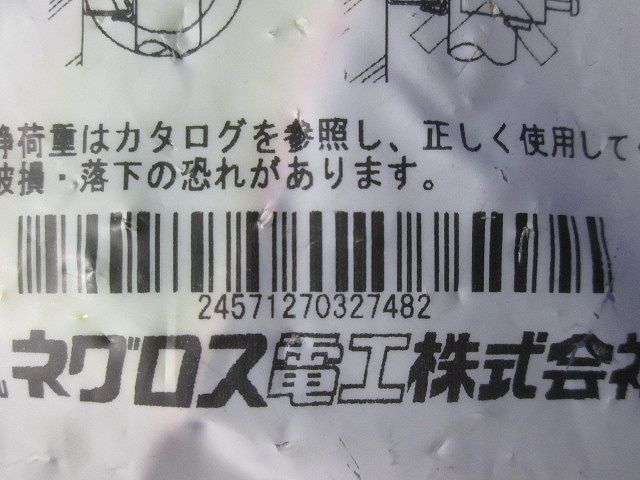 静荷重はカタログを参照し、正しく使用して
破損・落下の恐れがあります。
24571270327482
ネグロス電工株式会社